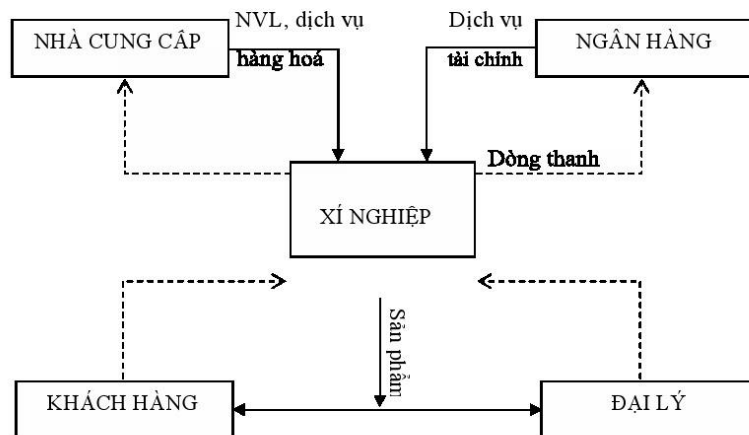 NHÀ CUNG CẤP
NVL, dịch vụ
hàng hoá
Dịch vụ
tài chính
NGÂN HÀNG
Dòng thanh
XÍ NGHIỆP
Sản phẩm
KHÁCH HÀNG
ĐẠI LÝ